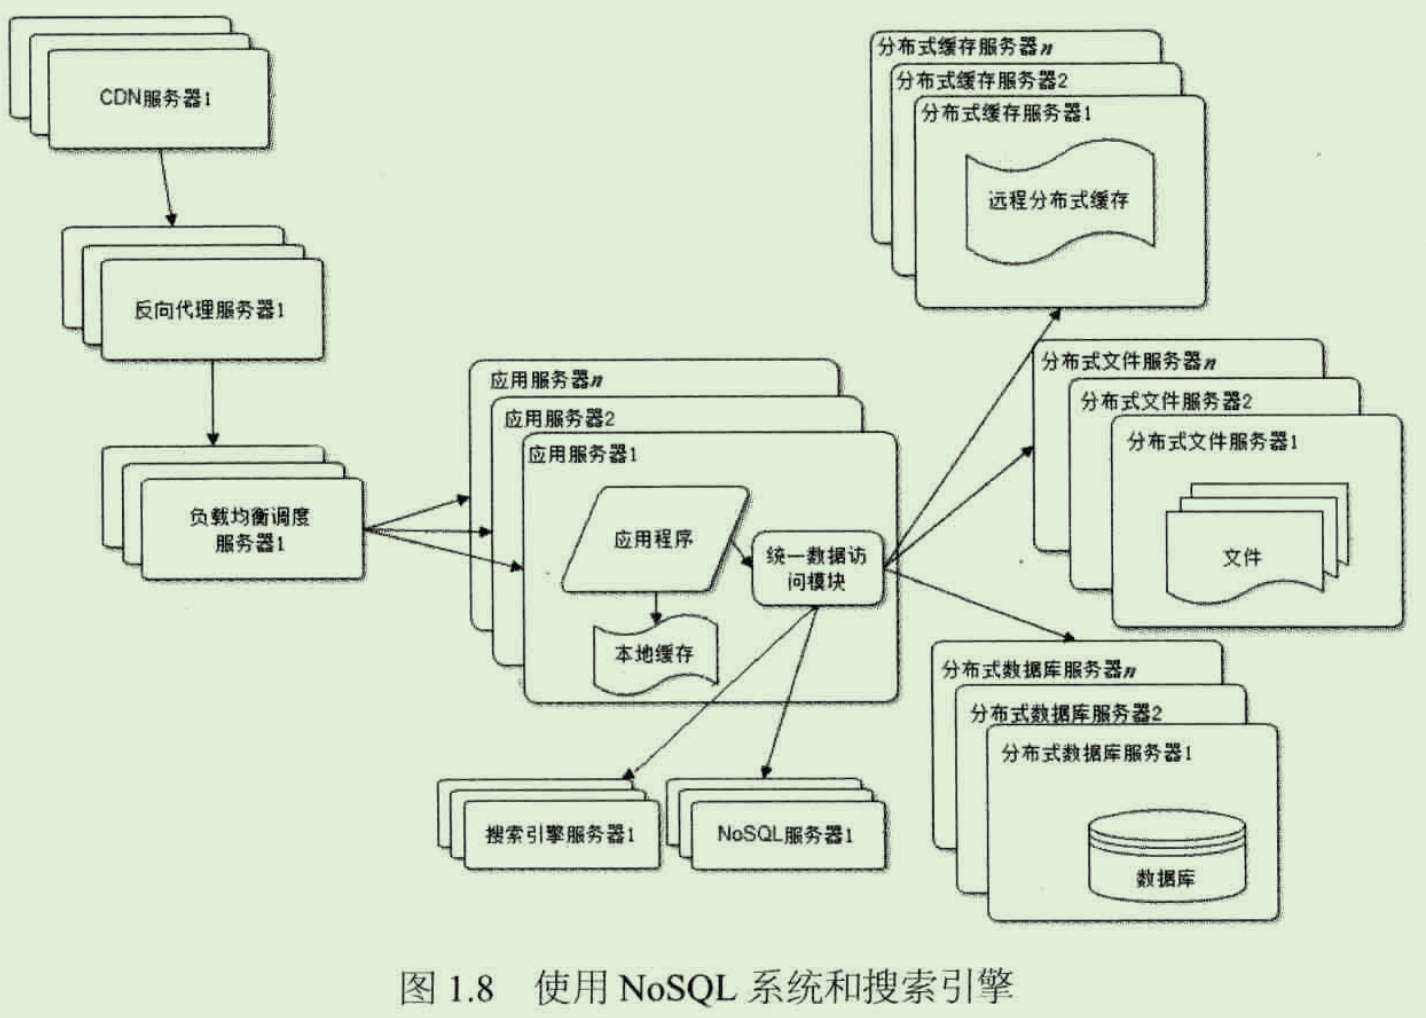 CDN服务器1
反向代理服务器1
负载均衡调度
服务器1
应用服务器n
应用服务器2
应用服务器1
应用程序
统一数据访
问模块
本地缓存
搜索引擎服务器1
NoSQL服务器1
分布式缓存服务器n
分布式缓存服务器2
分布式缓存服务器1
远程分布式缓存
分布式文件服务器n
分布式文件服务器2
分布式文件服务器1
文件
分布式数据库服务器n
分布式数据库服务器2
分布式数据库服务器1
数据库
图 1.8 使用 NoSQL 系统和搜索引擎